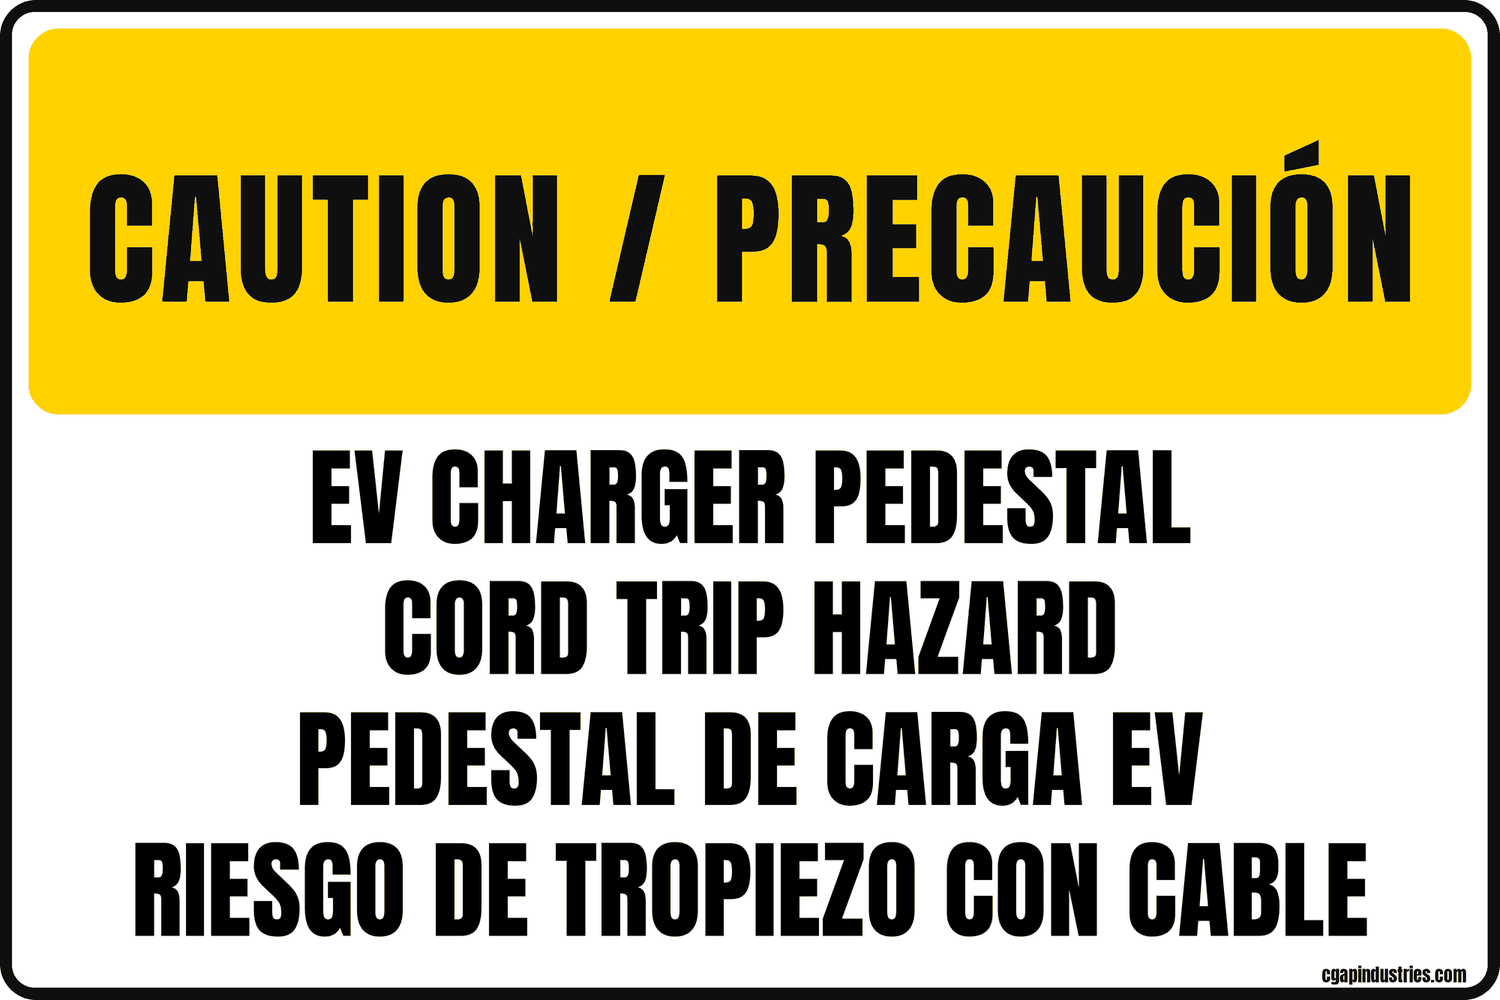 CAUTION / PRECAUCIÓN
EV CHARGER PEDESTAL
CORD TRIP HAZARD
PEDESTAL DE CARGA EV
RIESGO DE TROPIEZO CON CABLE
cgapindustries.com